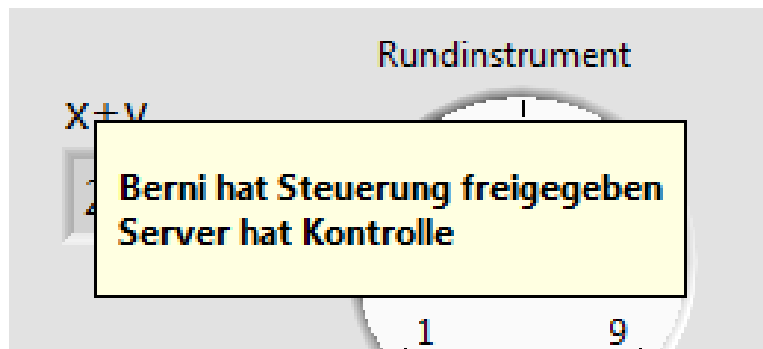 Rundinstrument
x+y
Berni hat Steuerung freigegeben
Server hat Kontrolle
1 9